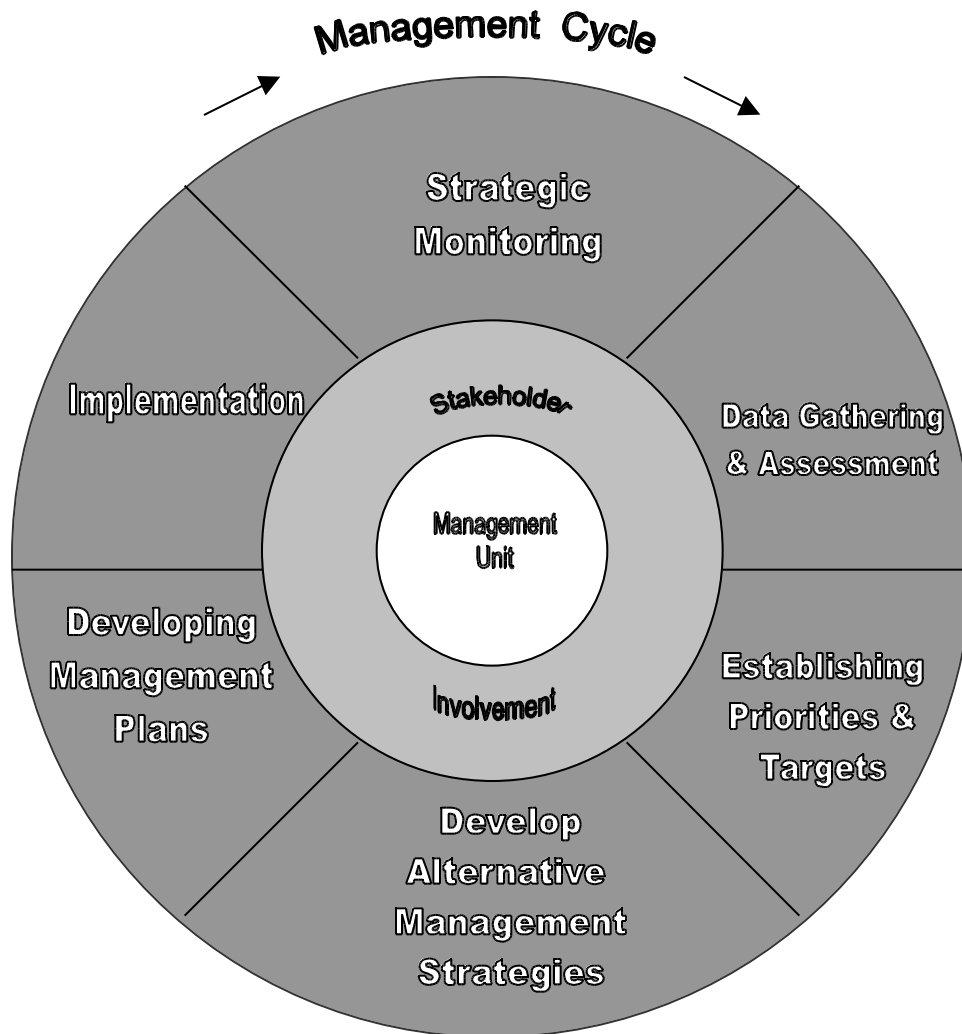 Management Cycle
Strategic
Monitoring
Data Gathering
& Assessment
Establishing
Priorities &
Targets
Develop
Alternative
Management
Strategies
Developing
Management
Plans
Implementation
Stakeholder
Involvement
Management
Unit